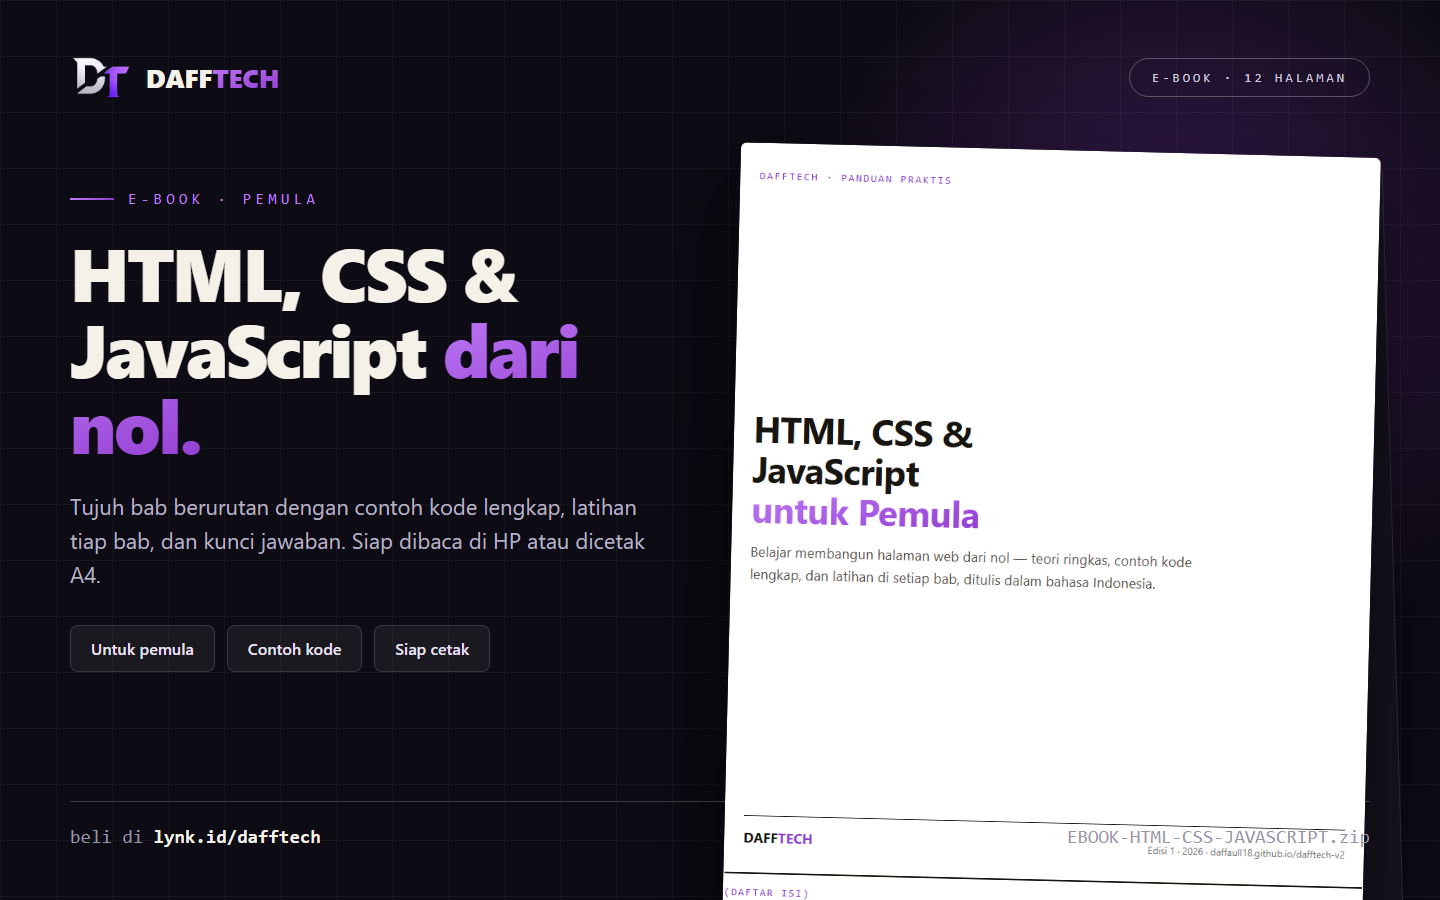 DT DAFFTECH
E-BOOK · 12 HALAMAN
E-BOOK · PEMULA
HTML, CSS &
JavaScript dari
nol.
Tujuh bab berurutan dengan contoh kode lengkap, latihan
tiap bab, dan kunci jawaban. Siap dibaca di HP atau dicetak
A4.
Untuk pemula
Contoh kode
Siap cetak
beli di lynk.id/dafftech
DAFFTECH · PANDUAN PRAKTIS
HTML, CSS &
JavaScript
untuk Pemula
Belajar membangun halaman web dari nol — teori ringkas, contoh kode
lengkap, dan latihan di setiap bab, ditulis dalam bahasa Indonesia.
DAFFTECH
EBOOK-HTML-CSS-JAVASCRIPT.zip
Edisi 1 · 2026 · daffaull18.github.io/dafftech-v2
(DAFTAR ISI)